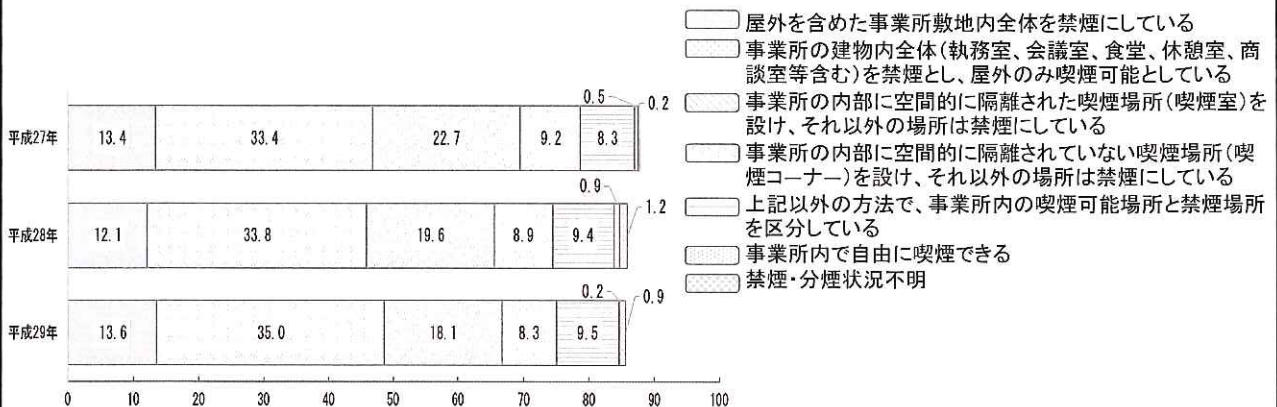 屋外を含めた事業所敷地内全体を禁煙にしている
事業所の建物内全体(執務室、会議室、食堂、休憩室、商
談室等含む)を禁煙とし、屋外のみ喫煙可能としている
事業所の内部に空間的に隔離された喫煙場所(喫煙室)を
設け、それ以外の場所は禁煙にしている
事業所の内部に空間的に隔離されていない喫煙場所(喫
煙コーナー)を設け、それ以外の場所は禁煙にしている
上記以外の方法で、事業所内の喫煙可能場所と禁煙場所
を区分している
事業所内で自由に喫煙できる
禁煙・分煙状況不明
0.5 0.2
平成27年 13.4 33.4 22.7 9.2 8.3
0.9 1.2
平成28年 12.1 33.8 19.6 8.9 9.4
0.2 0.9
平成29年 13.6 35.0 18.1 8.3 9.5
0 10 20 30 40 50 60 70 80 90 100